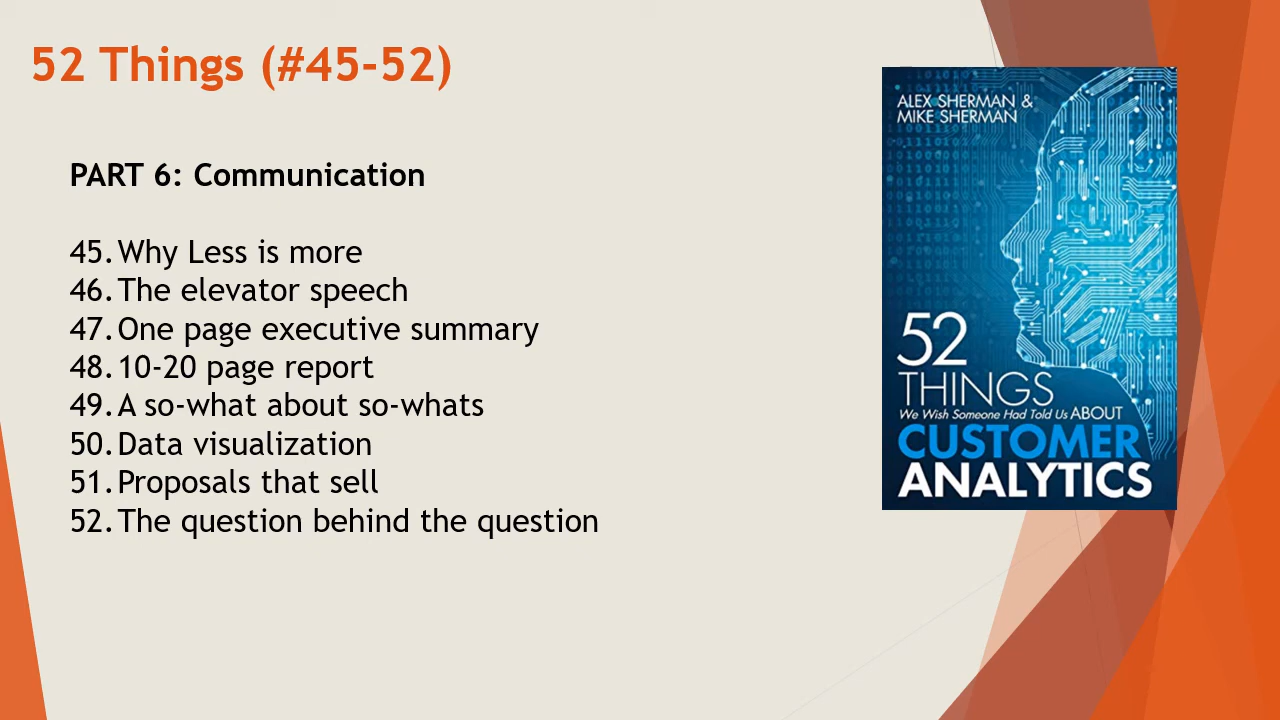 52 Things (#45-52)
PART 6: Communication
45. Why Less is more
46. The elevator speech
47. One page executive summary
48. 10-20 page report
49. A so-what about so-whats
50. Data visualization
51. Proposals that sell
52. The question behind the question
ALEX SHERMAN &
MIKE SHERMAN
52
THINGS
We Wish Someone Had Told Us ABOUT
CUSTOMER
ANALYTICS